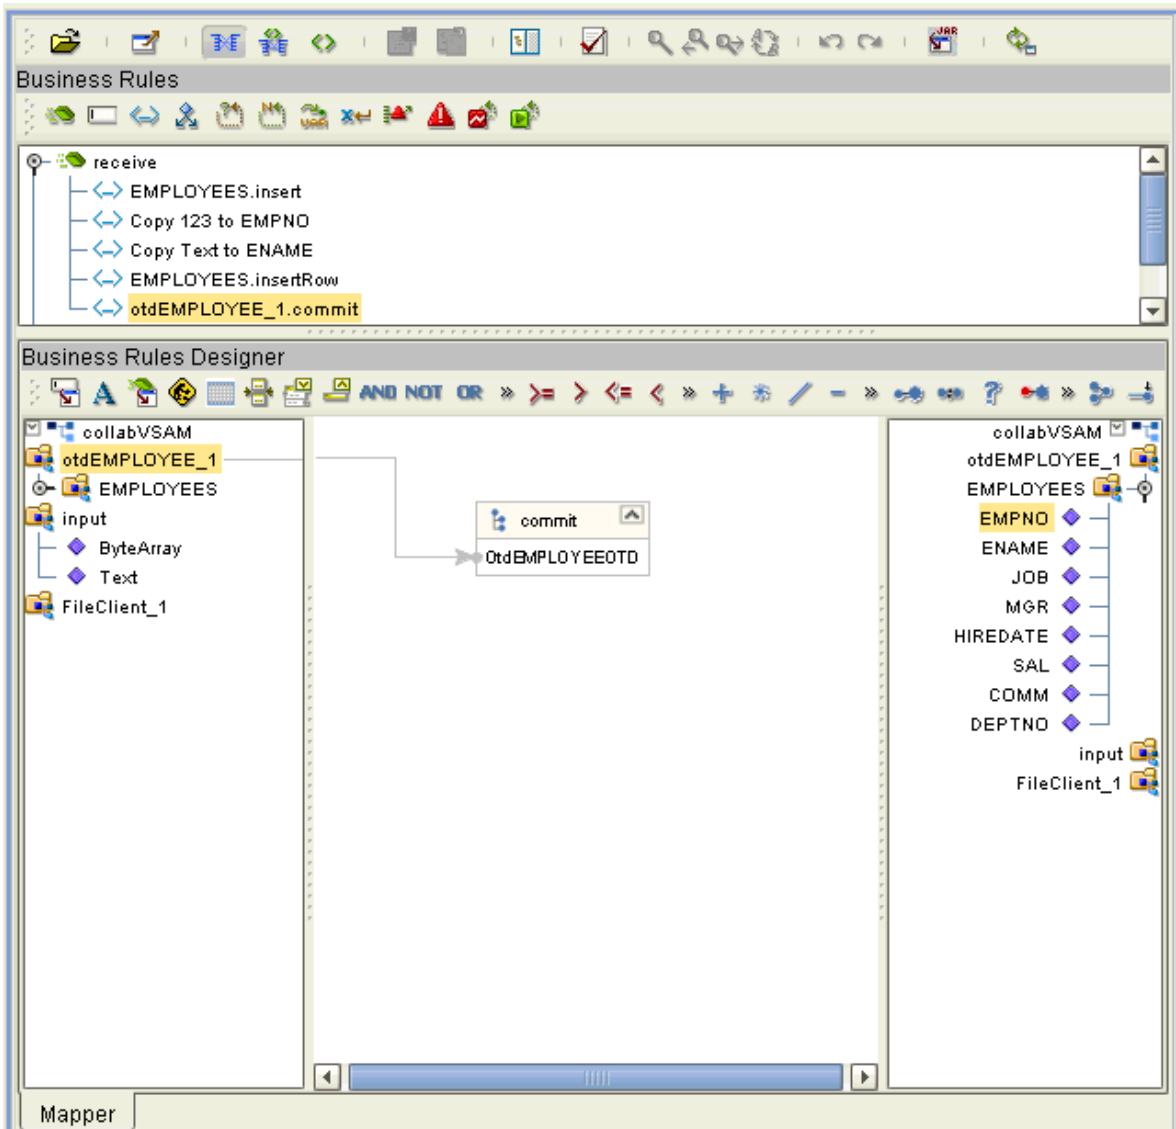 JAR
Business Rules
VAR
receive
EMPLOYEES.insert
Copy 123 to EMPNO
Copy Text to ENAME
EMPLOYEES.insertRow
otdEMPLOYEE_1.commit
Business Rules Designer
A AND NOT OR » >= > <= < » + / - » ? »
collabVSAM
otdEMPLOYEE_1
EMPLOYEES
input
ByteArray
Text
FileClient_1
commit
OtdEMPLOYEEOTD
collabVSAM
otdEMPLOYEE_1
EMPLOYEES
EMPNO
ENAME
JOB
MGR
HIREDATE
SAL
COMM
DEPTNO
input
FileClient_1
Mapper